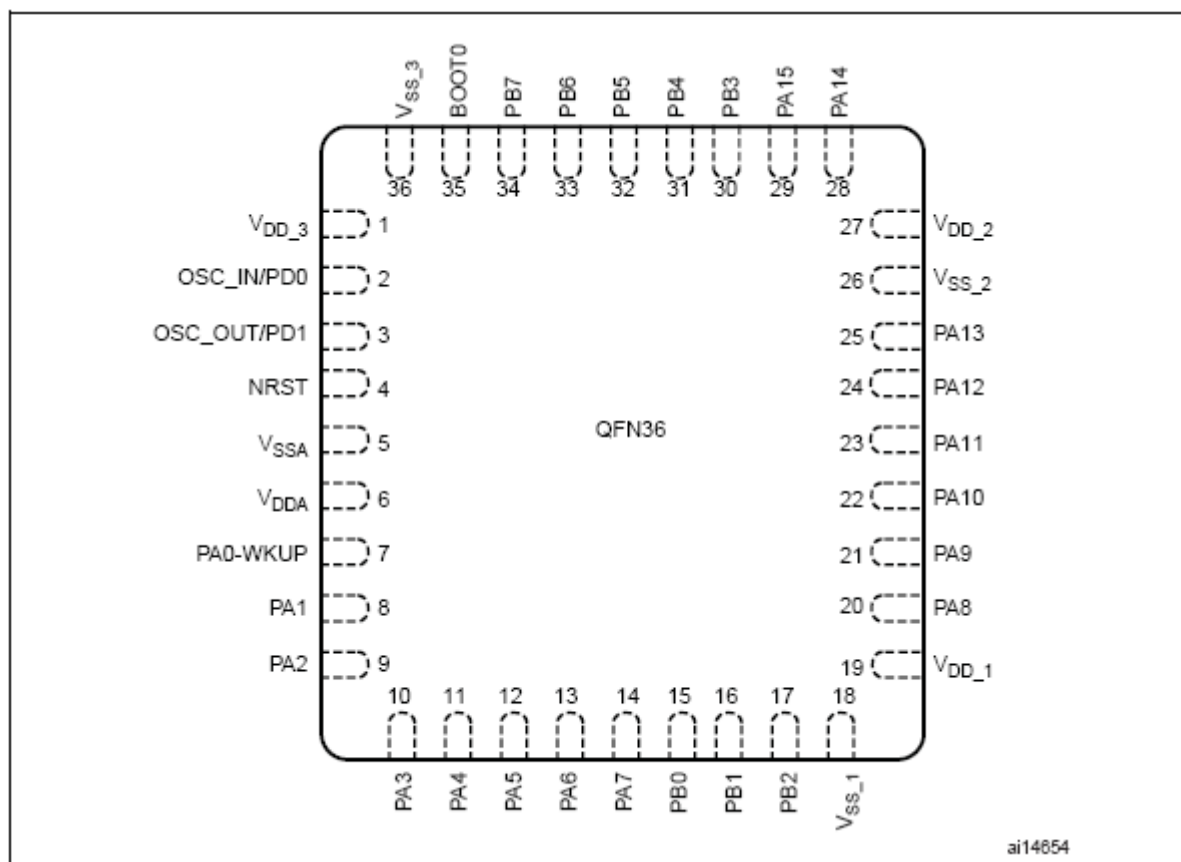 VSS_3 BOOT0 PB7 PB6 PB5 PB4 PB3 PA15 PA14
36 35 34 33 32 31 30 29 28
VDD_3 1 27 VDD_2
OSC_IN/PD0 2 26 VSS_2
OSC_OUT/PD1 3 25 PA13
NRST 4 24 PA12
VSSA 5 QFN36 23 PA11
VDDA 6 22 PA10
PA0-WKUP 7 21 PA9
PA1 8 20 PA8
PA2 9 19 VDD_1
10 11 12 13 14 15 16 17 18
PA3 PA4 PA5 PA6 PA7 PB0 PB1 PB2 VSS_1
ai14654